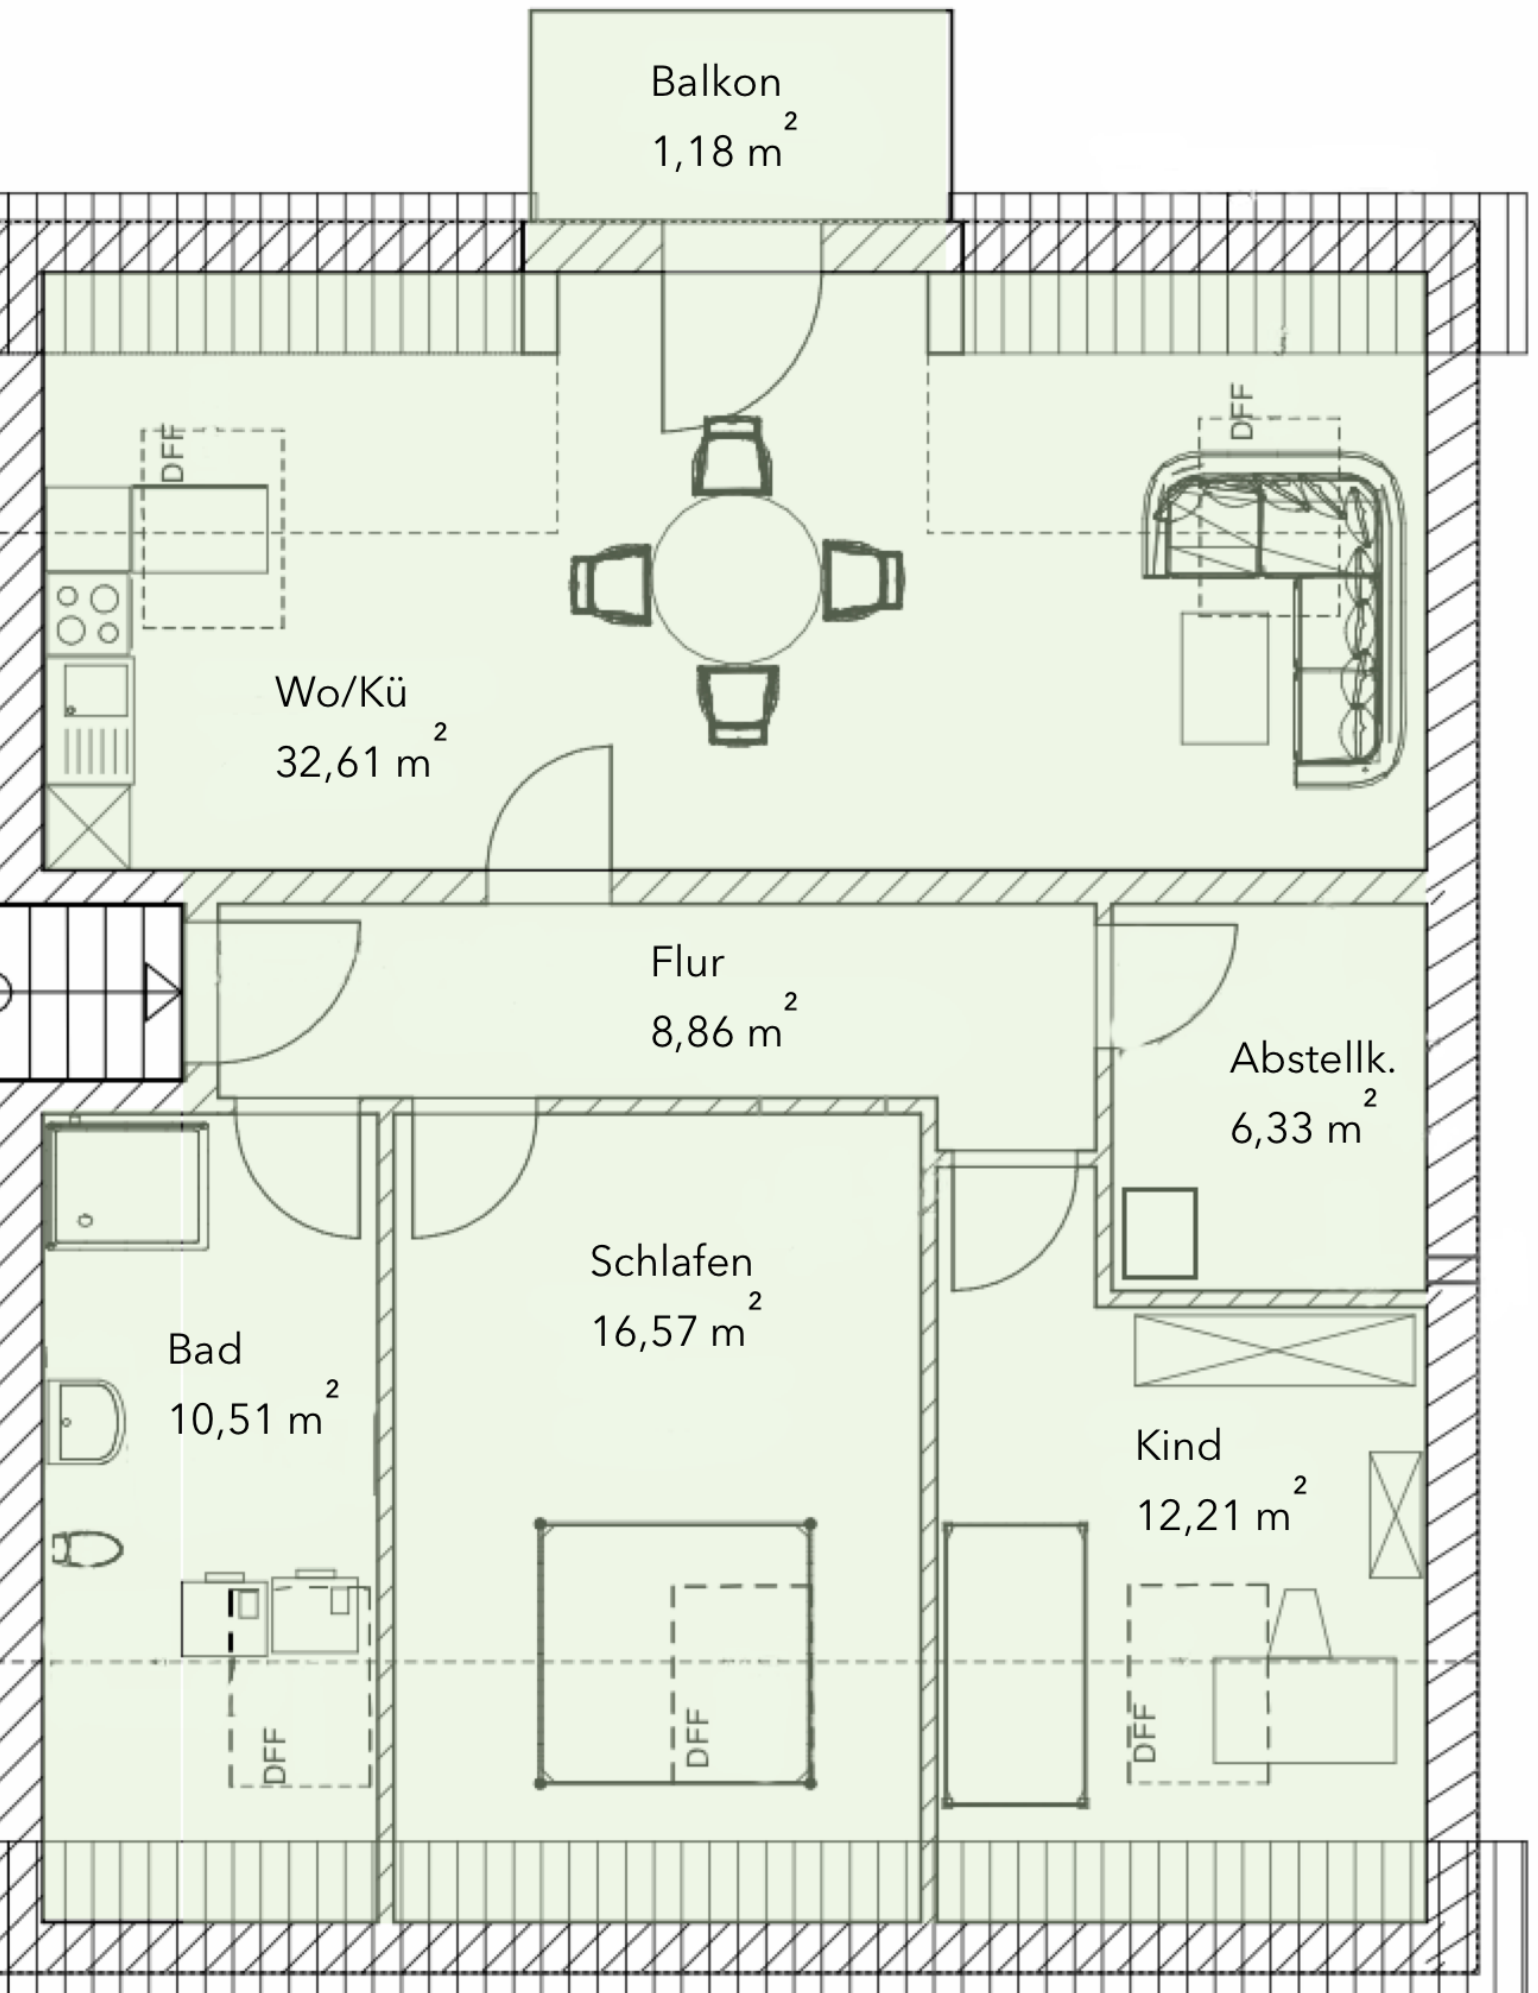 Balkon
1,18 m²
DFF
DFF
Wo/Kü
32,61 m²
Flur
8,86 m²
Abstellk.
6,33 m²
Schlafen
16,57 m²
Bad
10,51 m²
Kind
12,21 m²
DFF
DFF
DFF